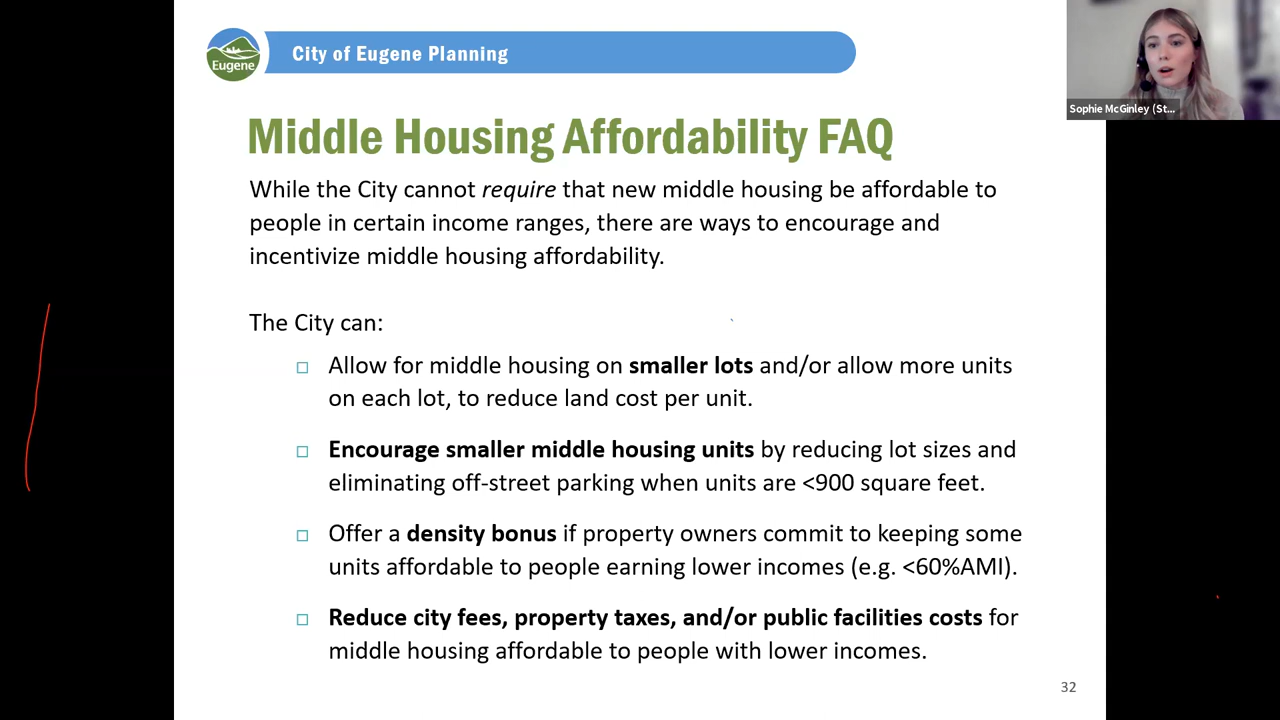 Eugene
City of Eugene Planning
Sophie McGinley (St...
Middle Housing Affordability FAQ
While the City cannot require that new middle housing be affordable to
people in certain income ranges, there are ways to encourage and
incentivize middle housing affordability.
The City can:
Allow for middle housing on smaller lots and/or allow more units
on each lot, to reduce land cost per unit.
Encourage smaller middle housing units by reducing lot sizes and
eliminating off-street parking when units are <900 square feet.
Offer a density bonus if property owners commit to keeping some
units affordable to people earning lower incomes (e.g. <60%AMI).
Reduce city fees, property taxes, and/or public facilities costs for
middle housing affordable to people with lower incomes.
32